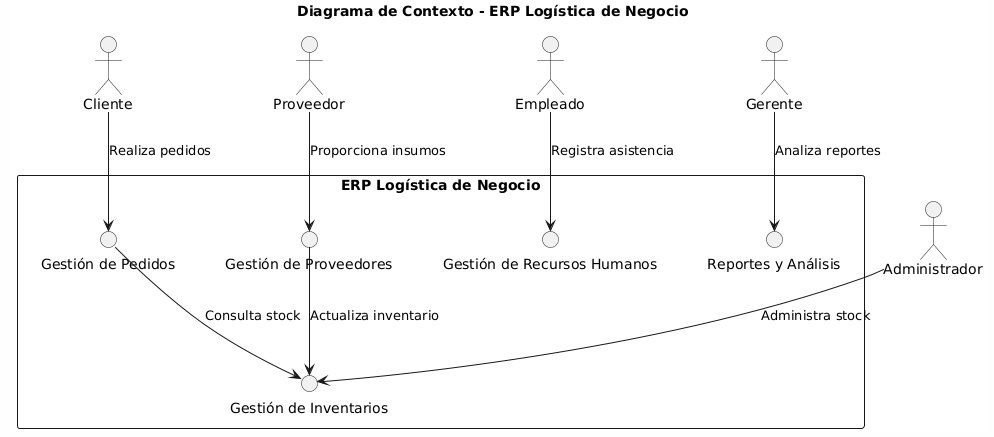 Diagrama de Contexto - ERP Logística de Negocio
Cliente
Proveedor
Empleado
Gerente
Realiza pedidos
Proporciona insumos
Registra asistencia
Analiza reportes
ERP Logística de Negocio
Gestión de Pedidos
Gestión de Proveedores
Gestión de Recursos Humanos
Reportes y Análisis
Administrador
Consulta stock
Actualiza inventario
Administra stock
Gestión de Inventarios